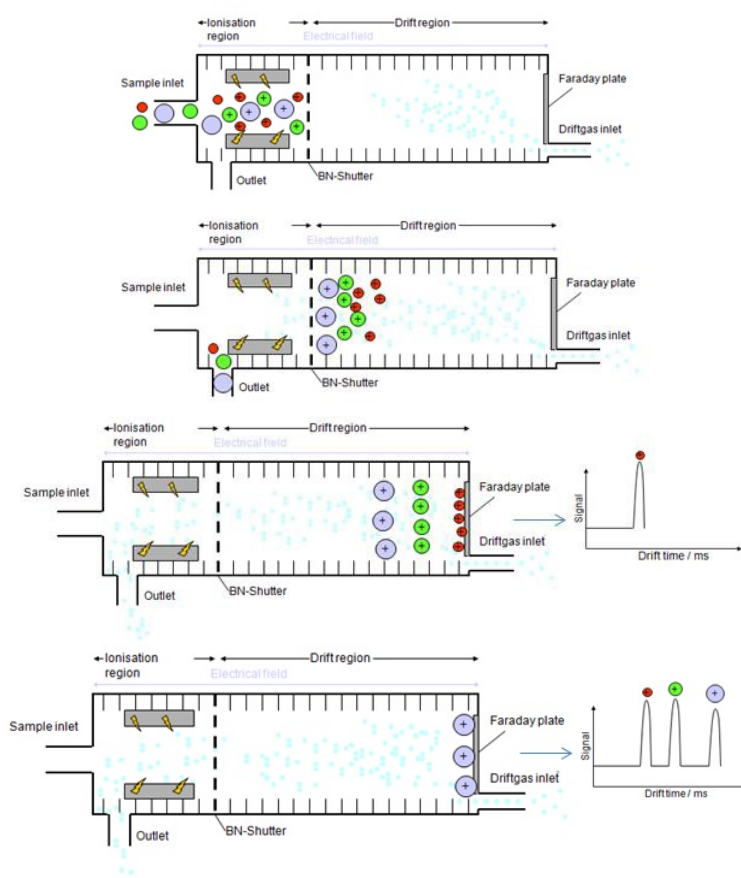 Ionisation
region
Drift region
Electrical field
Sample inlet
Faraday plate
Driftgas inlet
Outlet
BN-Shutter
Ionisation
region
Drift region
Electrical field
Sample inlet
Faraday plate
Driftgas inlet
Outlet
BN-Shutter
Ionisation
region
Drift region
Electrical field
Sample inlet
Faraday plate
Driftgas inlet
Outlet
BN-Shutter
Signal
Drift time / ms
Ionisation
region
Drift region
Electrical field
Sample inlet
Faraday plate
Driftgas inlet
Outlet
BN-Shutter
Signal
Drift time / ms